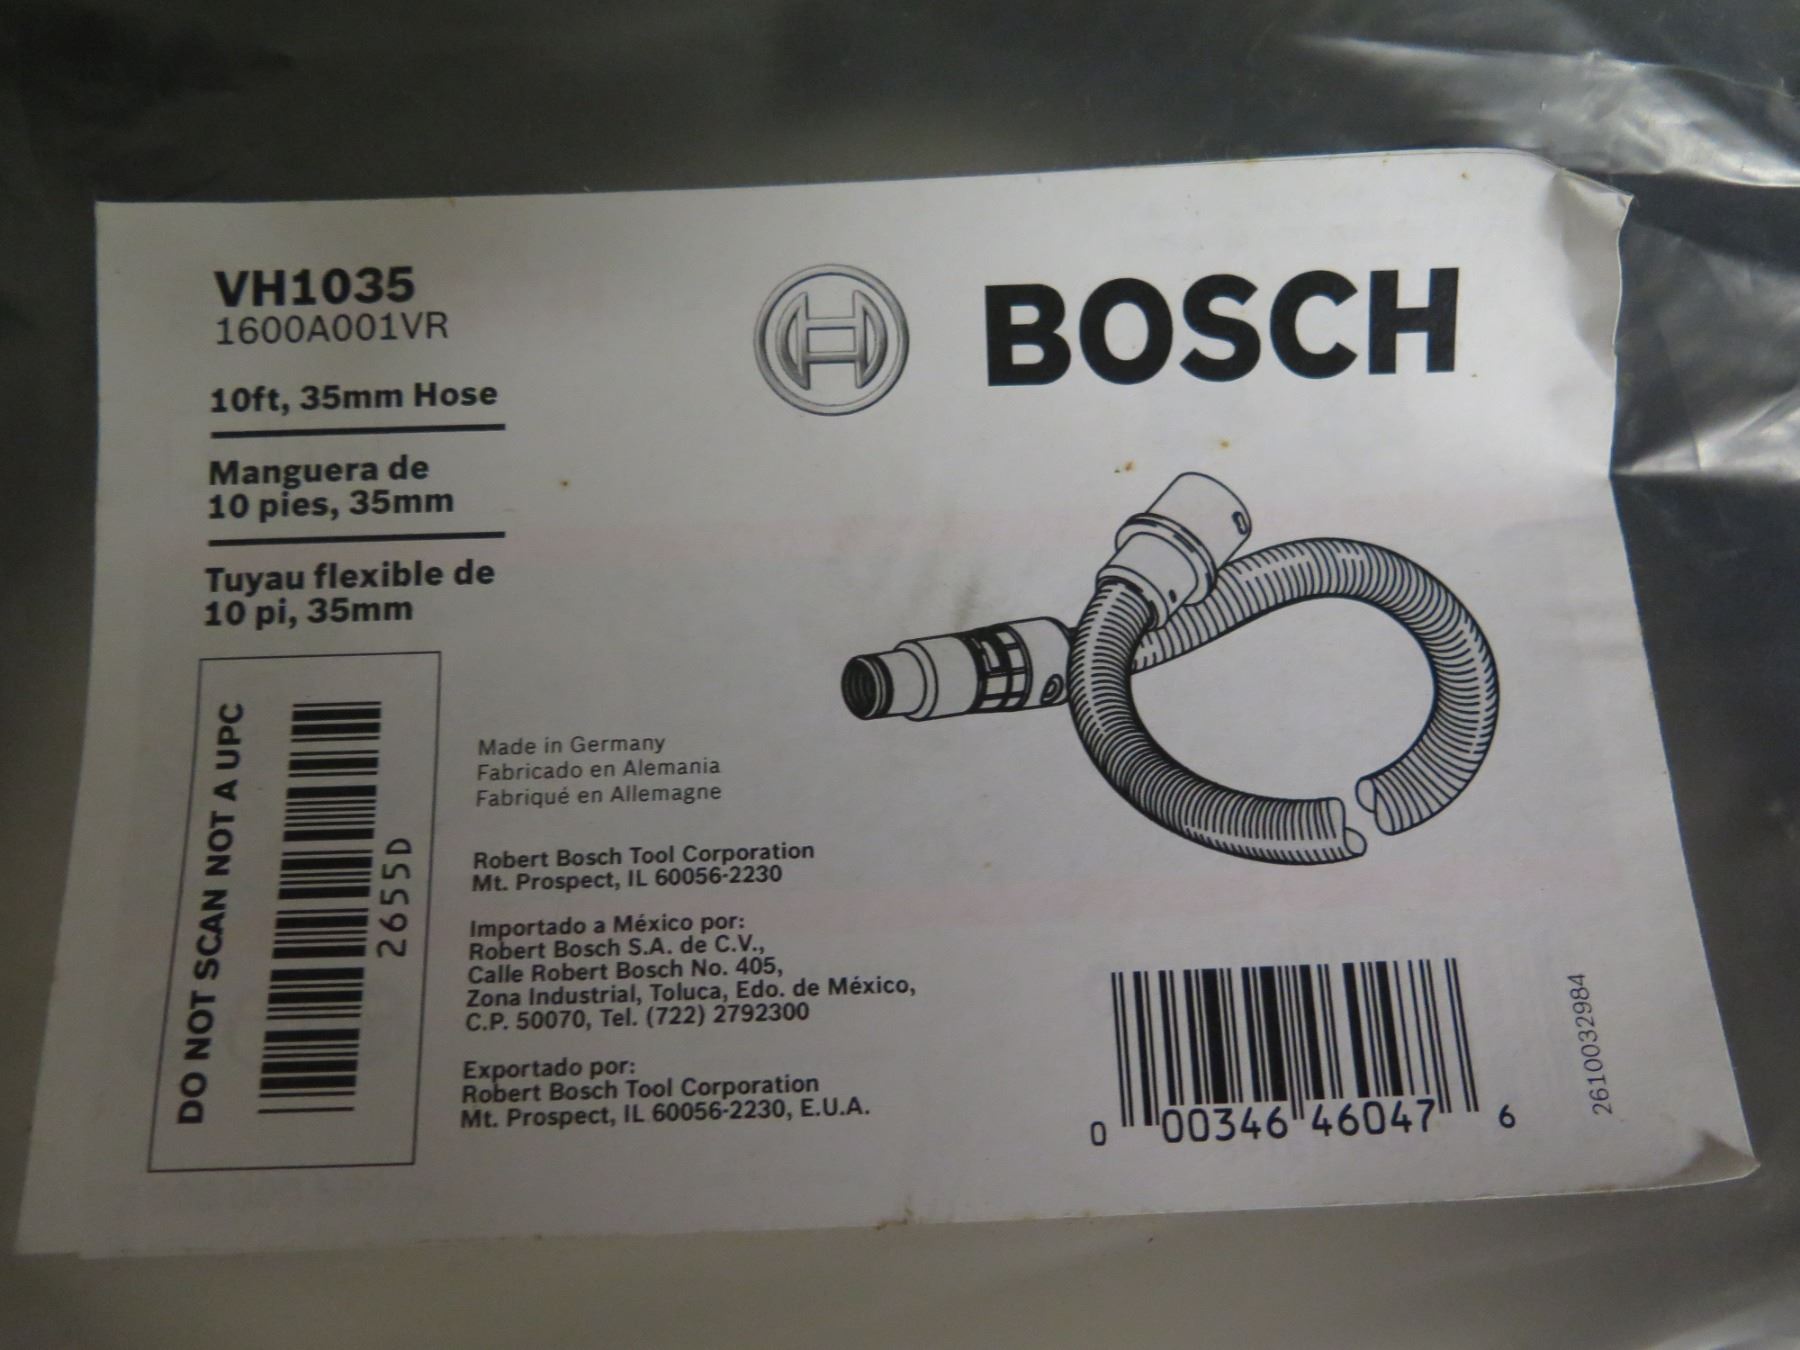 VH1035
1600A001VR
BOSCH
10ft, 35mm Hose
Manguera de
10 pies, 35mm
Tuyau flexible de
10 pi, 35mm
DO NOT SCAN NOT A UPC
2655D
Made in Germany
Fabricado en Alemania
Fabriqué en Allemagne
Robert Bosch Tool Corporation
Mt. Prospect, IL 60056-2230
Importado a México por:
Robert Bosch S.A. de C.V.,
Calle Robert Bosch No. 405,
Zona Industrial, Toluca, Edo. de México,
C.P. 50070, Tel. (722) 2792300
Exportado por:
Robert Bosch Tool Corporation
Mt. Prospect, IL 60056-2230, E.U.A.
0 00346 46047 6
2610032984